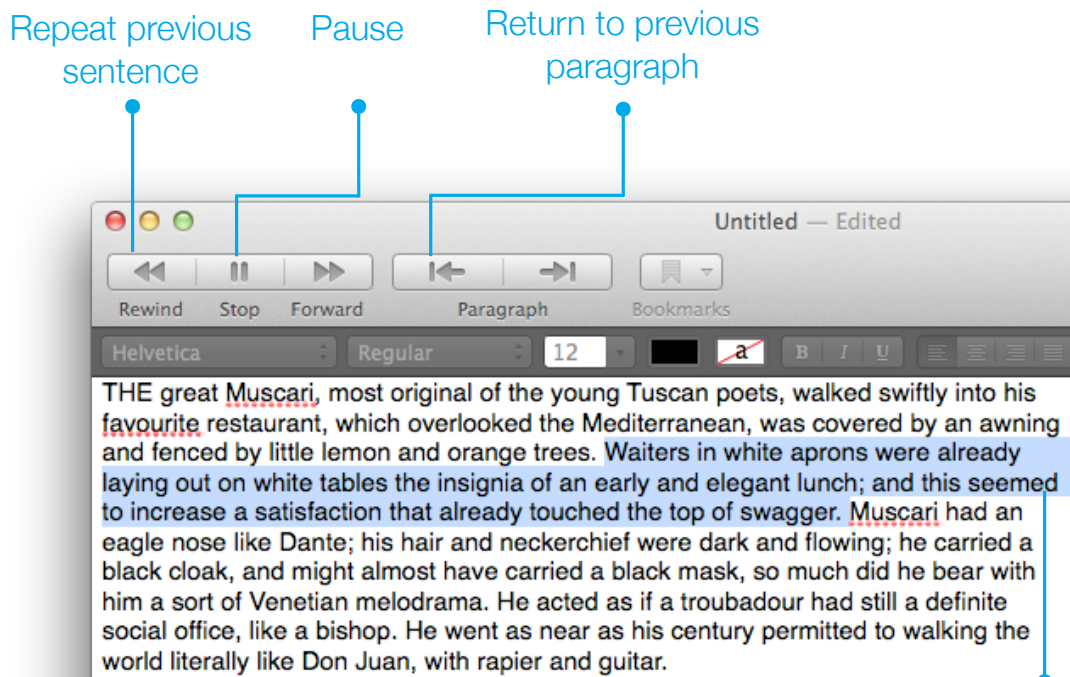 Repeat previous
sentence
Pause
Return to previous
paragraph
Untitled — Edited
Rewind
Stop
Forward
Paragraph
Bookmarks
Helvetica
Regular
12
a
B
I
U
THE great Muscari, most original of the young Tuscan poets, walked swiftly into his
favourite restaurant, which overlooked the Mediterranean, was covered by an awning
and fenced by little lemon and orange trees. Waiters in white aprons were already
laying out on white tables the insignia of an early and elegant lunch; and this seemed
to increase a satisfaction that already touched the top of swagger. Muscari had an
eagle nose like Dante; his hair and neckerchief were dark and flowing; he carried a
black cloak, and might almost have carried a black mask, so much did he bear with
him a sort of Venetian melodrama. He acted as if a troubadour had still a definite
social office, like a bishop. He went as near as his century permitted to walking the
world literally like Don Juan, with rapier and guitar.